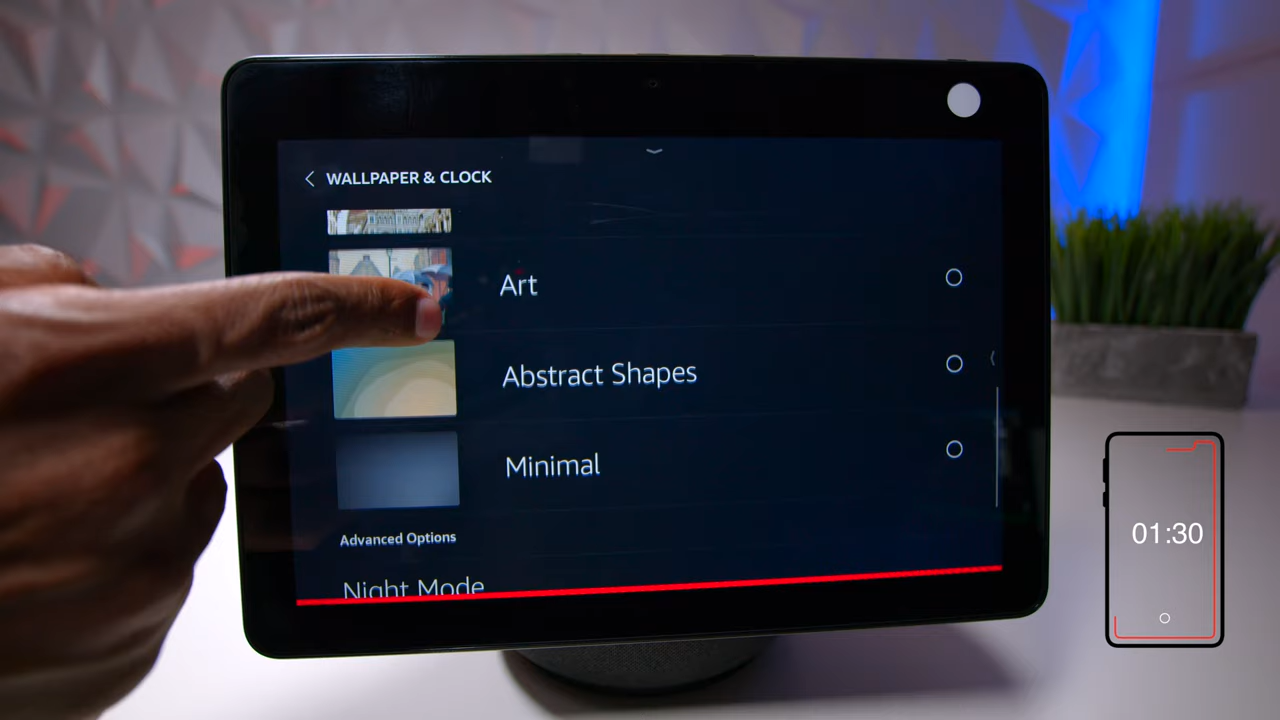 WALLPAPER & CLOCK
Art
Abstract Shapes
Minimal
Advanced Options
Night Mode
01:30